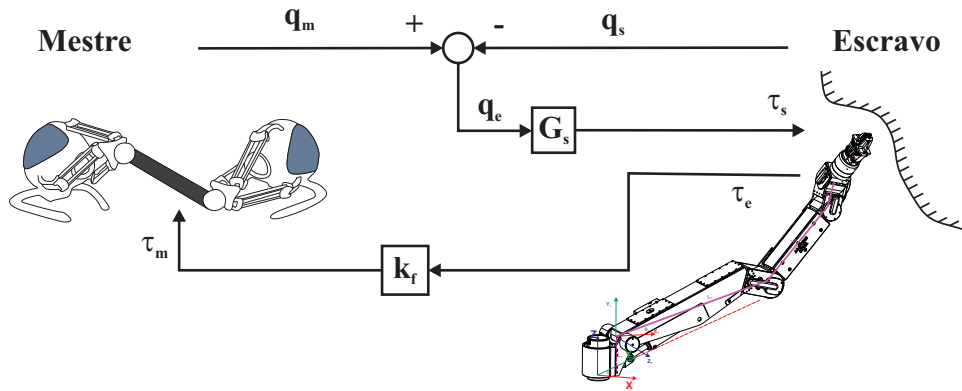 Mestre
q_m
+
-
q_s
Escravo
q_e
G_s
τ_s
τ_e
τ_m
k_f
X